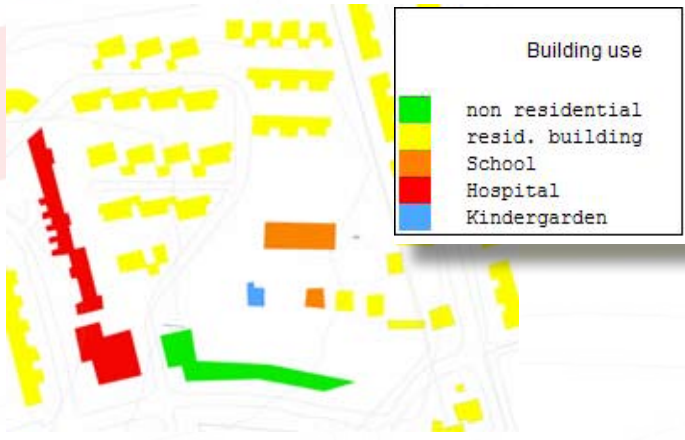 Building use
non residential
resid. building
School
Hospital
Kindergarden